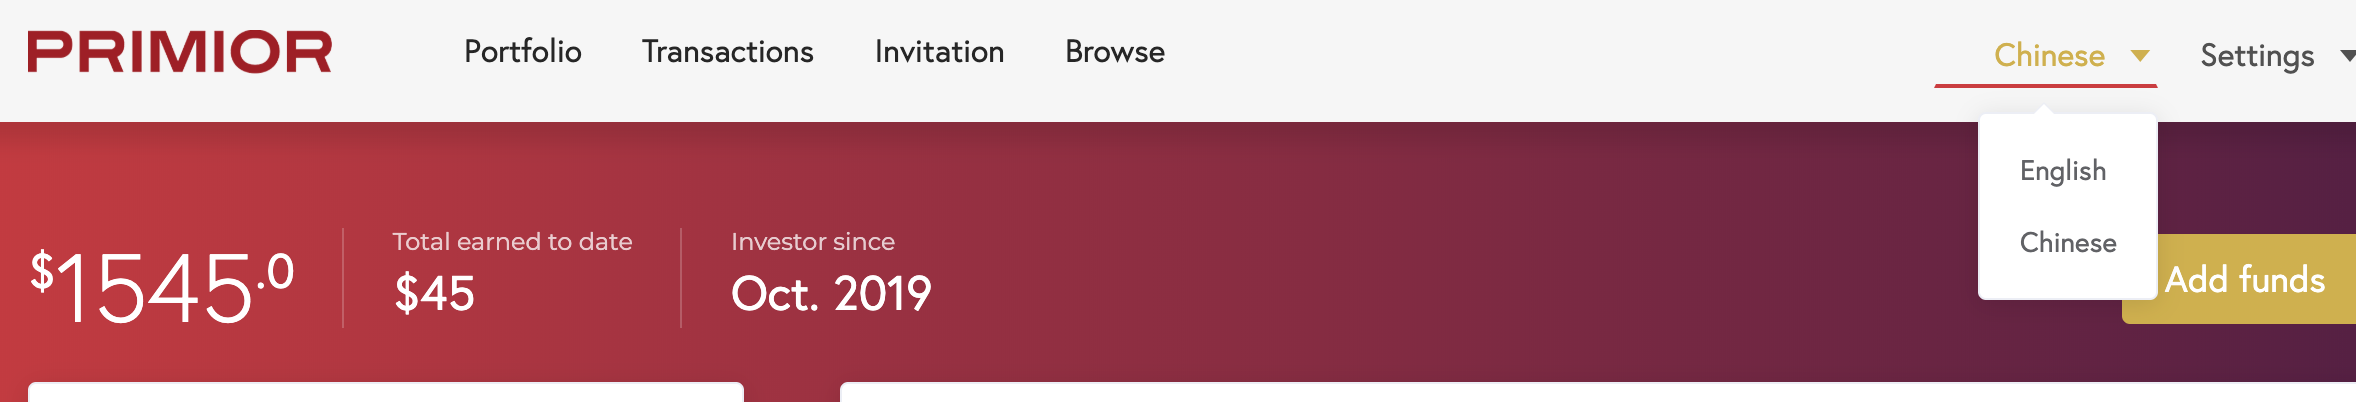 PRIMIOR Portfolio Transactions Invitation Browse Chinese Settings
English
Chinese
$1545.0
Total earned to date
$45
Investor since
Oct. 2019
Add funds